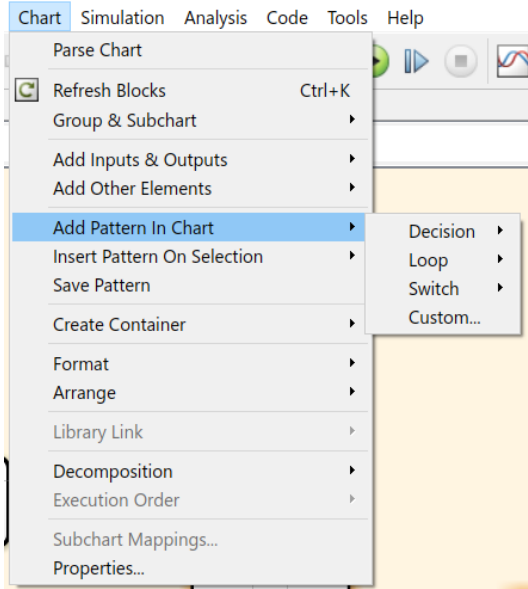 Chart Simulation Analysis Code Tools Help
Parse Chart
Refresh Blocks Ctrl+K
Group & Subchart
Add Inputs & Outputs
Add Other Elements
Add Pattern In Chart
Decision
Insert Pattern On Selection
Loop
Save Pattern
Switch
Custom...
Create Container
Format
Arrange
Library Link
Decomposition
Execution Order
Subchart Mappings...
Properties...